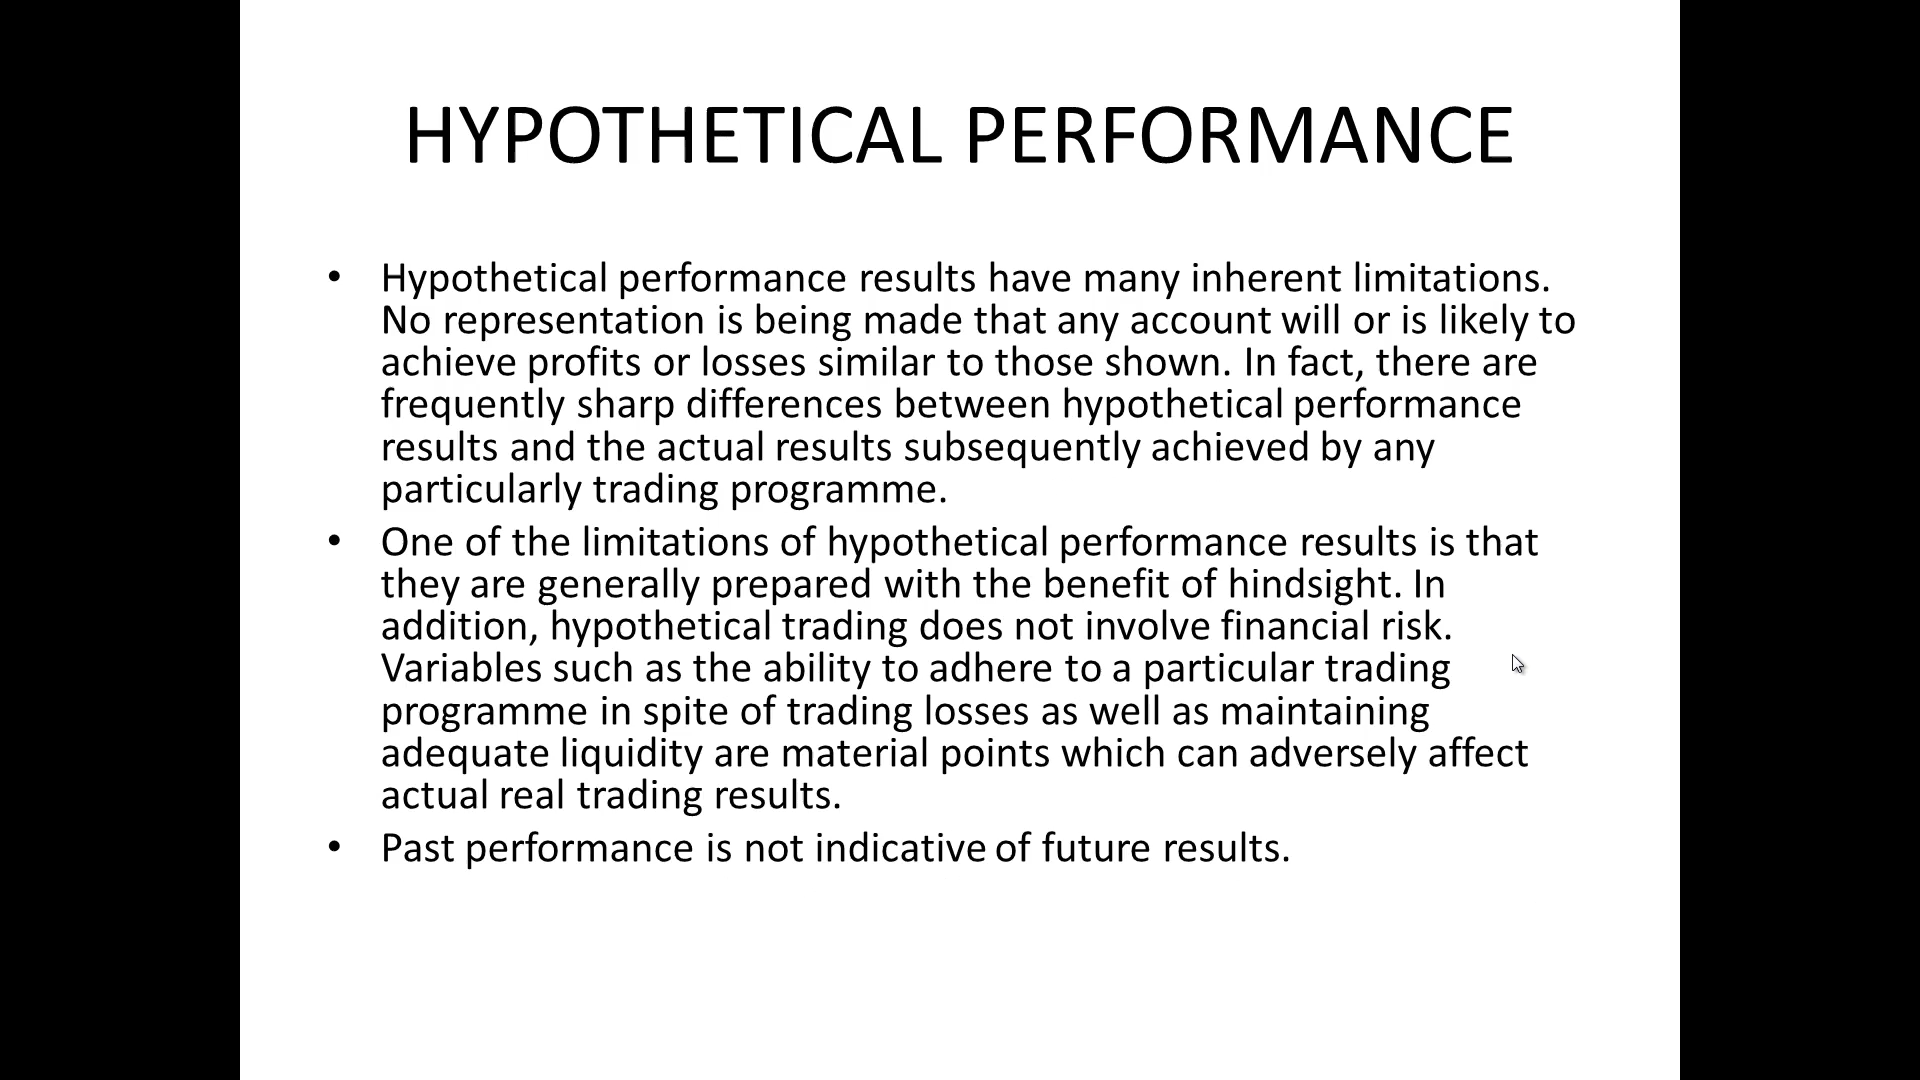 HYPOTHETICAL PERFORMANCE
• Hypothetical performance results have many inherent limitations.
No representation is being made that any account will or is likely to
achieve profits or losses similar to those shown. In fact, there are
frequently sharp differences between hypothetical performance
results and the actual results subsequently achieved by any
particularly trading programme.
• One of the limitations of hypothetical performance results is that
they are generally prepared with the benefit of hindsight. In
addition, hypothetical trading does not involve financial risk.
Variables such as the ability to adhere to a particular trading
programme in spite of trading losses as well as maintaining
adequate liquidity are material points which can adversely affect
actual real trading results.
• Past performance is not indicative of future results.